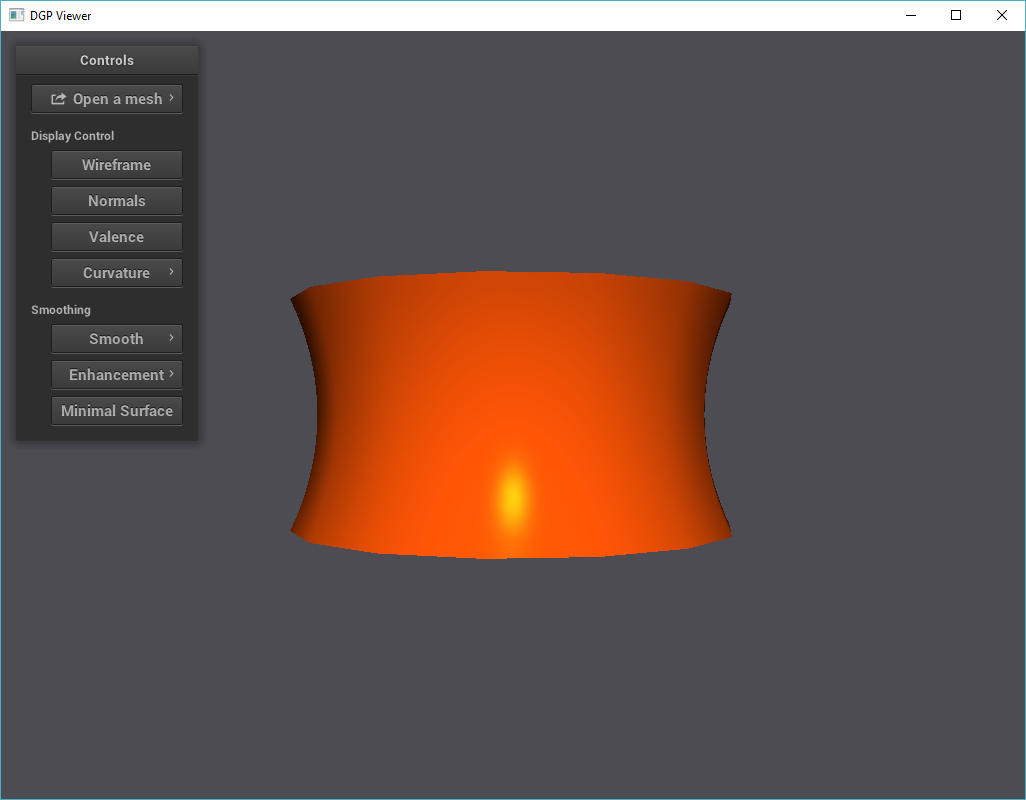 DGP Viewer
Controls
Open a mesh
Display Control
Wireframe
Normals
Valence
Curvature
Smoothing
Smooth
Enhancement
Minimal Surface